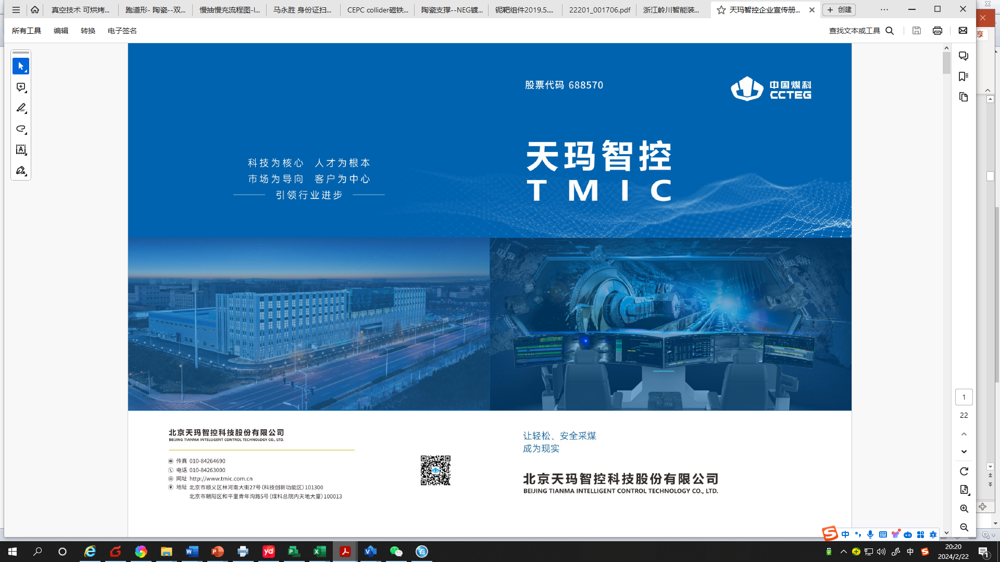 真空技术 可烘烤...
跑道形- 陶瓷--双...
慢抽慢充流程图-l...
马永胜 身份证扫...
CEPC collider磁铁...
陶瓷支撑--NEG镀...
铌靶组件2019.5....
22201_001706.pdf
浙江岭川智能装...
天玛智控企业宣传册...
创建
所有工具
编辑
转换
电子签名
查找文本或工具
享
股票代码 688570
中国煤科
CCTEG
天玛智控
TMIC
科技为核心 人才为根本
市场为导向 客户为中心
引领行业进步
北京天玛智控科技股份有限公司
BEIJING TIANMA INTELLIGENT CONTROL TECHNOLOGY CO., LTD.
传真 010-84264690
电话 010-84263000
网址 http://www.tmic.com.cn
地址 北京市顺义区林河南大街27号(科技创新功能区)101300
北京市朝阳区和平里青年沟路5号(煤科总院内天地大厦)100013
让轻松、安全采煤
成为现实
北京天玛智控科技股份有限公司
BEIJING TIANMA INTELLIGENT CONTROL TECHNOLOGY CO., LTD.
1
22
中
中
20:20
2024/2/22
1